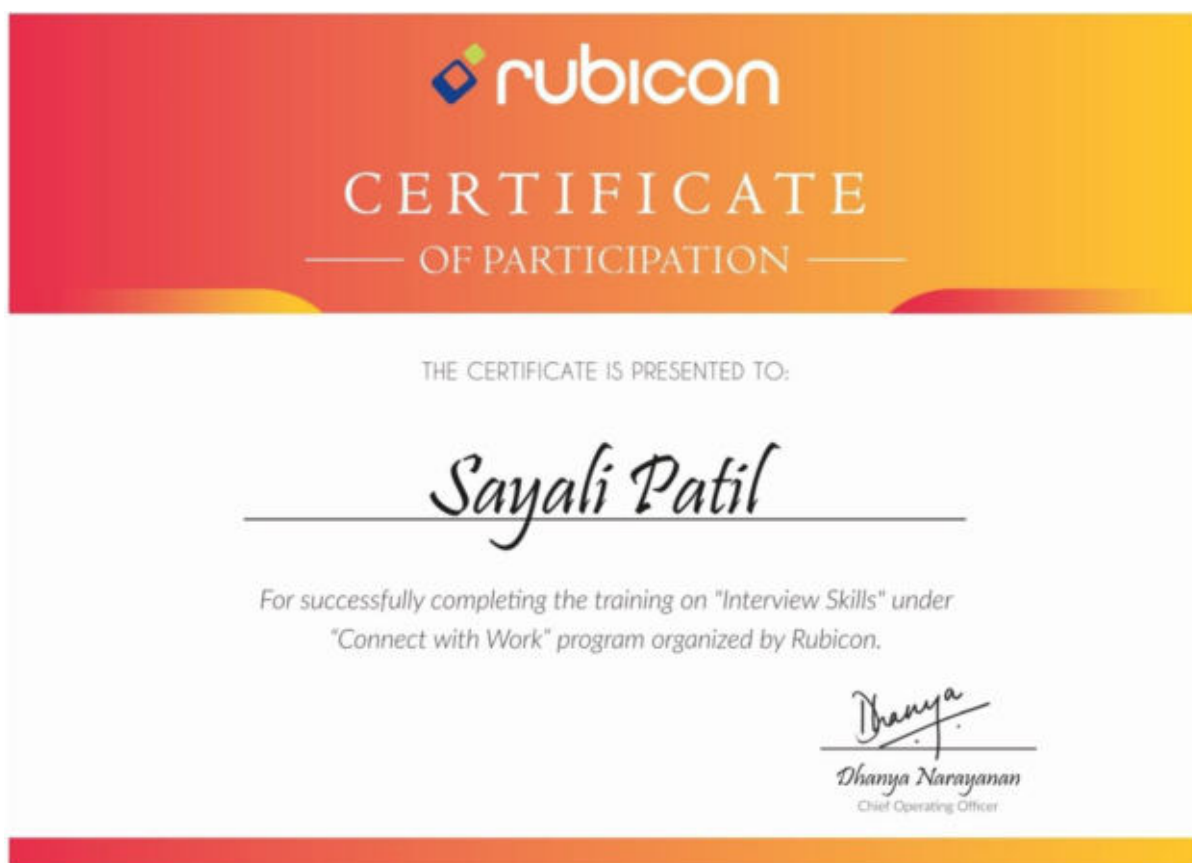 rubicon
CERTIFICATE
OF PARTICIPATION
THE CERTIFICATE IS PRESENTED TO:
Sayali Patil
For successfully completing the training on "Interview Skills" under
"Connect with Work" program organized by Rubicon.
Dhanya
Dhanya Narayanan
Chief Operating Officer